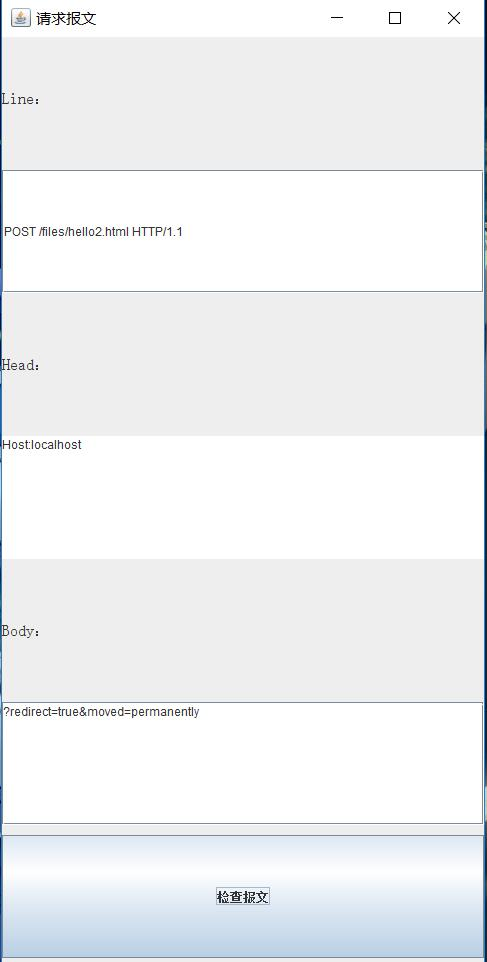 请求报文
Line:
POST /files/hello2.html HTTP/1.1
Head:
Host:localhost
Body:
?redirect=true&moved=permanently
检查报文